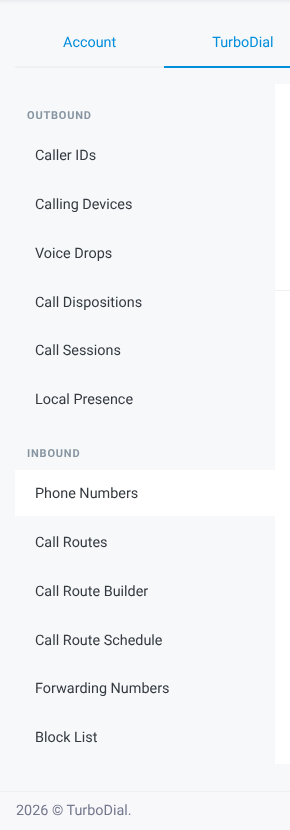 Account TurboDial
OUTBOUND
Caller IDs
Calling Devices
Voice Drops
Call Dispositions
Call Sessions
Local Presence
INBOUND
Phone Numbers
Call Routes
Call Route Builder
Call Route Schedule
Forwarding Numbers
Block List
2026 © TurboDial.